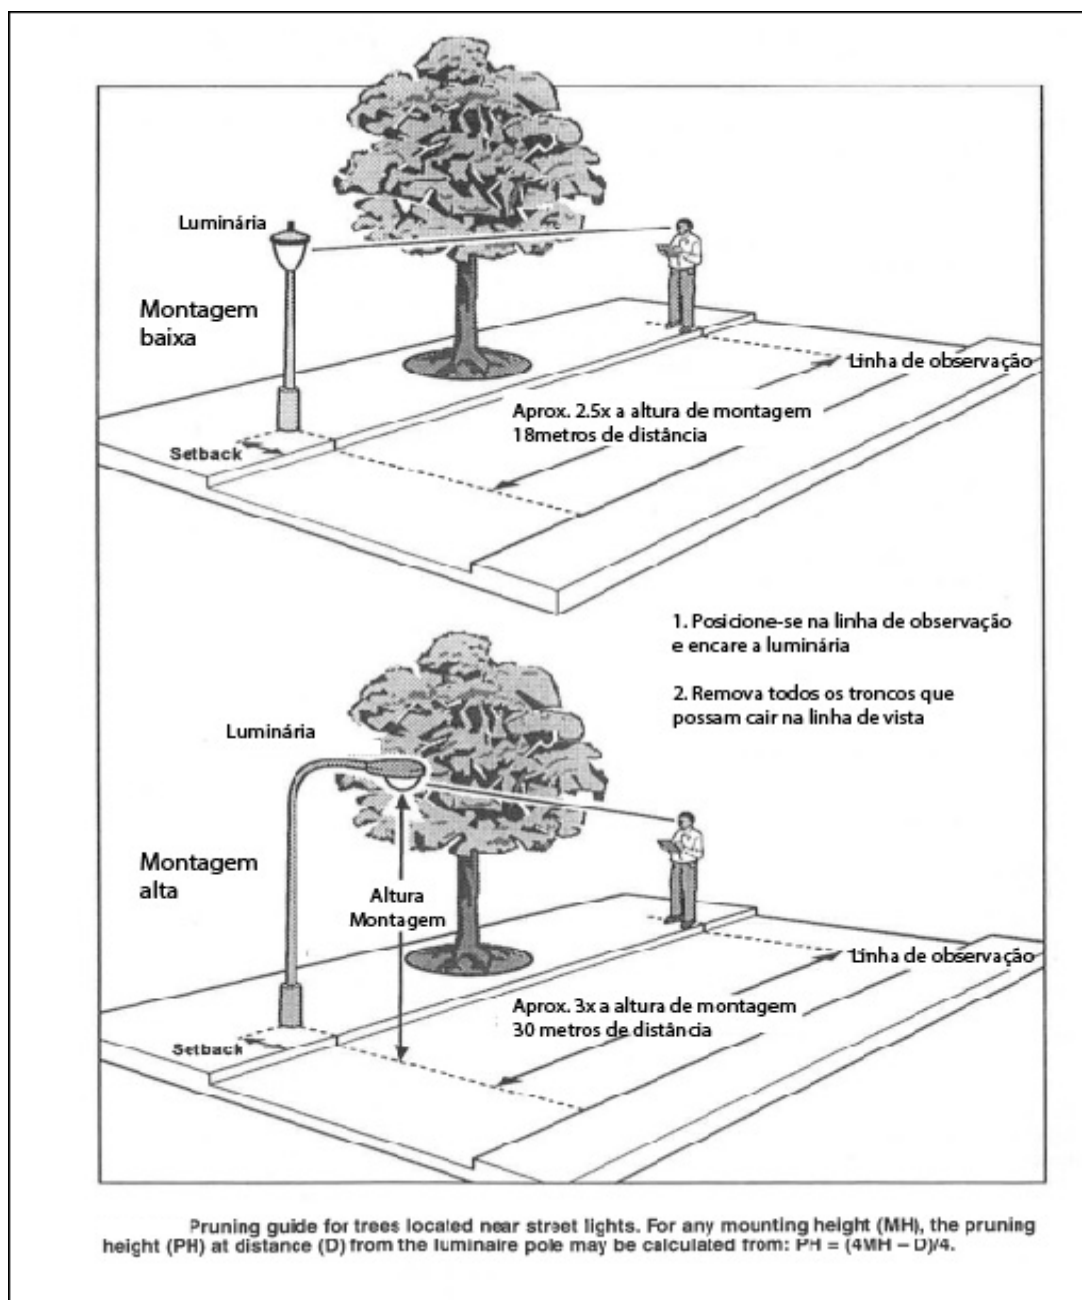 Luminária
Montagem
baixa
Linha de observação
Aprox. 2.5x a altura de montagem
18metros de distância
Setback
1. Posicione-se na linha de observação
e encare a luminária
2. Remova todos os troncos que
possam cair na linha de vista
Luminária
Montagem
alta
Altura
Montagem
Linha de observação
Aprox. 3x a altura de montagem
30 metros de distância
Setback
Pruning guide for trees located near street lights. For any mounting height (MH), the pruning
height (PH) at distance (D) from the luminaire pole may be calculated from: PH = (4MH – D)/4.